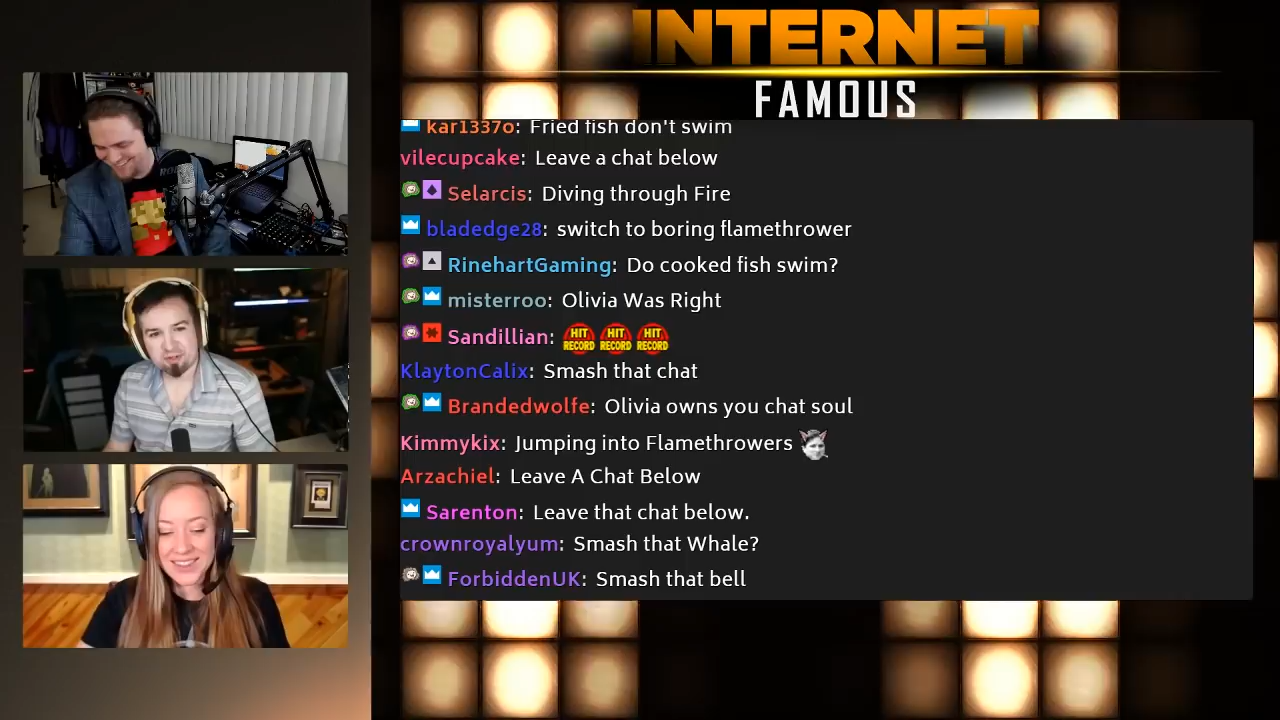 INTERNET
FAMOUS
kar1337o: Fried fish don't swim
vilecupcake: Leave a chat below
Selarcis: Diving through Fire
bladedge28: switch to boring flamethrower
RinehartGaming: Do cooked fish swim?
misterroo: Olivia Was Right
Sandillian: HIT RECORD HIT RECORD HIT RECORD
KlaytonCalix: Smash that chat
Brandedwolfe: Olivia owns you chat soul
Kimmykix: Jumping into Flamethrowers
Arzachiel: Leave A Chat Below
Sarenton: Leave that chat below.
crownroyalyum: Smash that Whale?
ForbiddenUK: Smash that bell